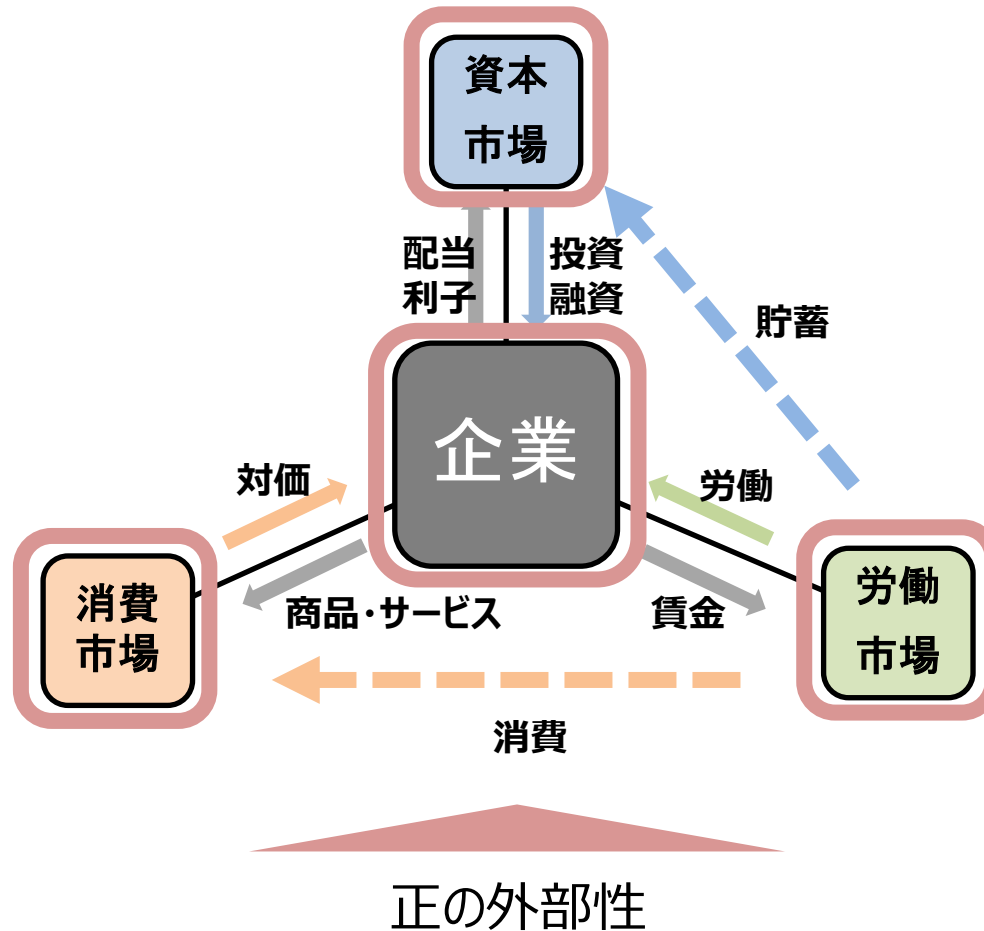 資本
市場
配当
利子
投資
融資
貯蓄
企業
対価
労働
消費
市場
商品・サービス
賃金
労働
市場
消費
正の外部性